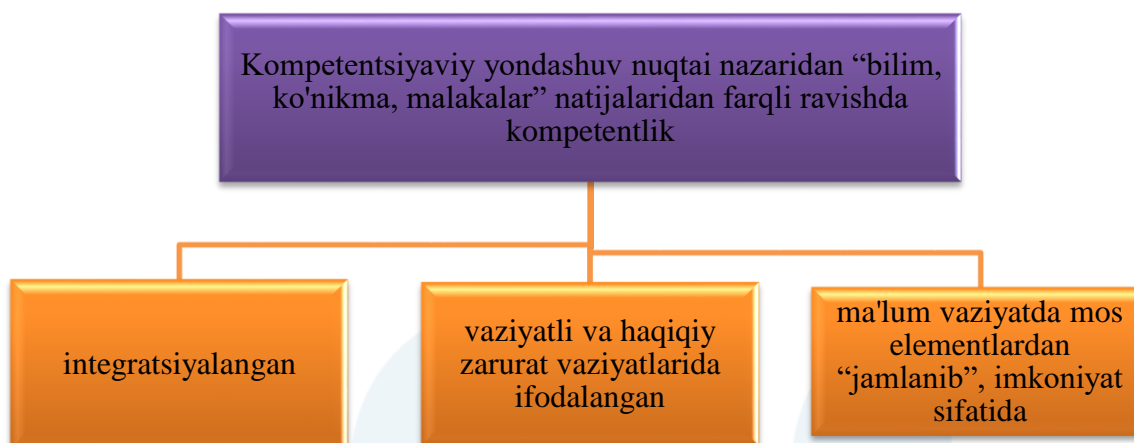 Kompetentsiyaviy yondashuv nuqtai nazaridan “bilim,
ko'nikma, malakalar” natijalaridan farqli ravishda
kompetentlik
integratsiyalangan
vaziyatli va haqiqiy
zarurat vaziyatlarida
ifodalangan
ma'lum vaziyatda mos
elementlardan
“jamlanib”, imkoniyat
sifatida